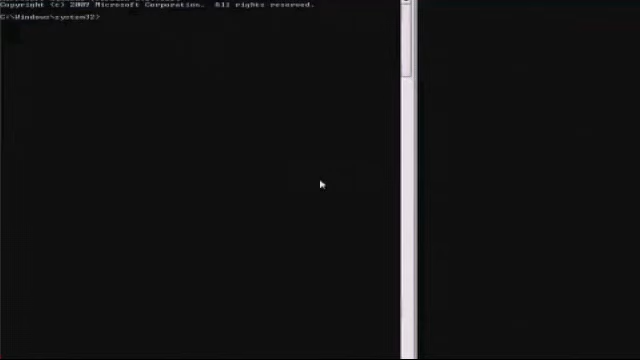 Copyright (c) 2009 Microsoft Corporation. All rights reserved.
C:\Windows\system32>